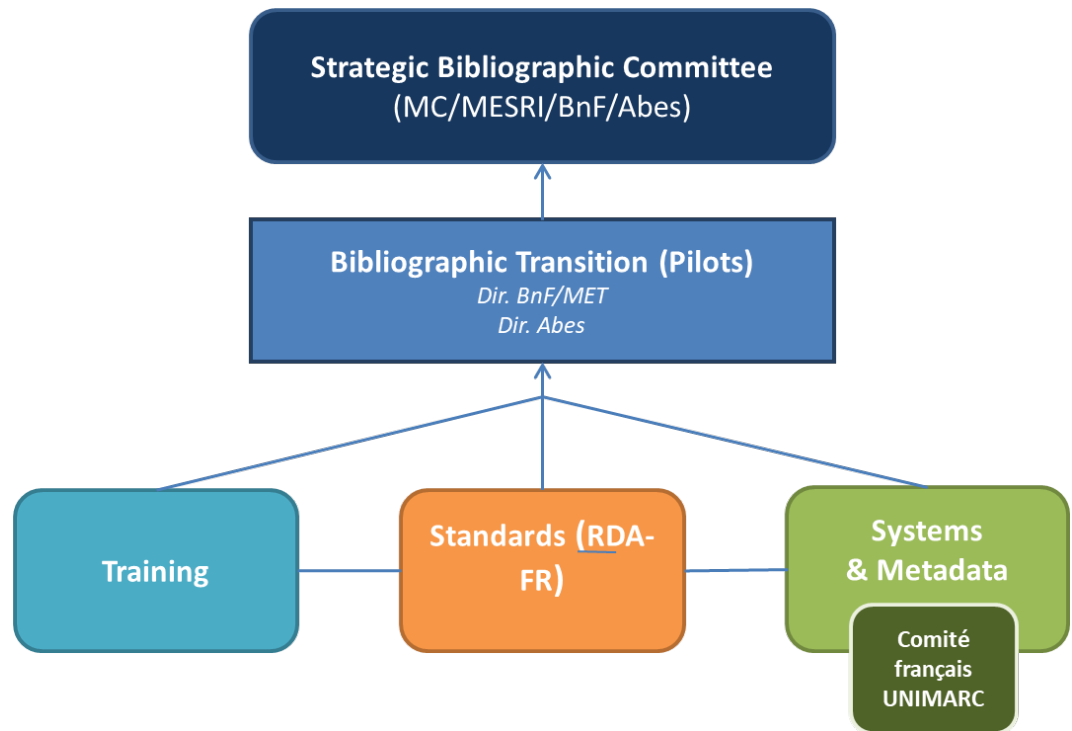 Strategic Bibliographic Committee
(MC/MESRI/BnF/Abes)
Bibliographic Transition (Pilots)
Dir. BnF/MET
Dir. Abes
Training
Standards (RDA-
FR)
Systems
& Metadata
Comité
français
UNIMARC